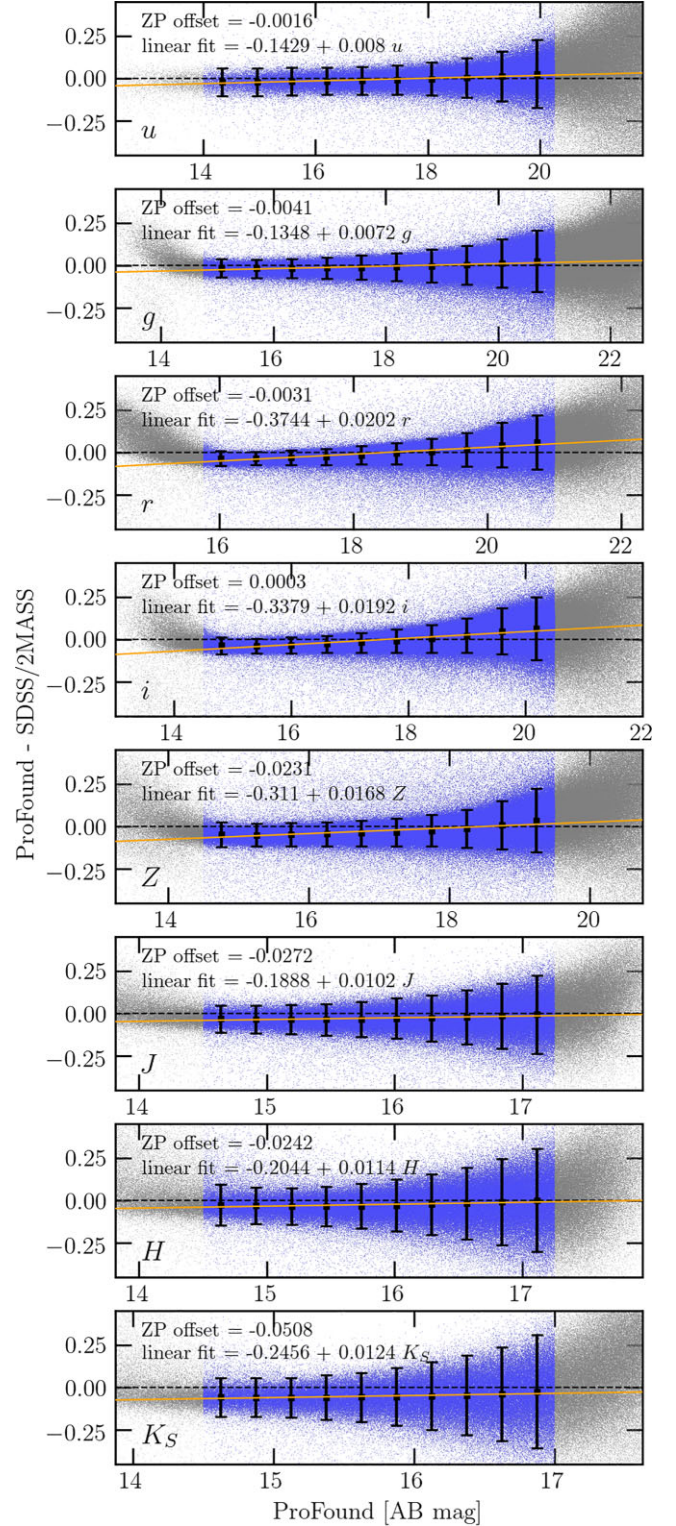 ZP offset = -0.0016
linear fit = -0.1429 + 0.008 u
0.25
0.00
−0.25
u
14 16 18 20
ZP offset = -0.0041
linear fit = -0.1348 + 0.0072 g
0.25
0.00
−0.25
g
14 16 18 20 22
ZP offset = -0.0031
linear fit = -0.3744 + 0.0202 r
0.25
0.00
−0.25
r
16 18 20 22
ZP offset = 0.0003
linear fit = -0.3379 + 0.0192 i
0.25
0.00
−0.25
i
14 16 18 20 22
ProFound - SDSS/2MASS
ZP offset = -0.0231
linear fit = -0.311 + 0.0168 Z
0.25
0.00
−0.25
Z
14 16 18 20
ZP offset = -0.0272
linear fit = -0.1888 + 0.0102 J
0.25
0.00
−0.25
J
14 15 16 17
ZP offset = -0.0242
linear fit = -0.2044 + 0.0114 H
0.25
0.00
−0.25
H
14 15 16 17
ZP offset = -0.0508
linear fit = -0.2456 + 0.0124 K_S
0.25
0.00
−0.25
K_S
14 15 16 17
ProFound [AB mag]